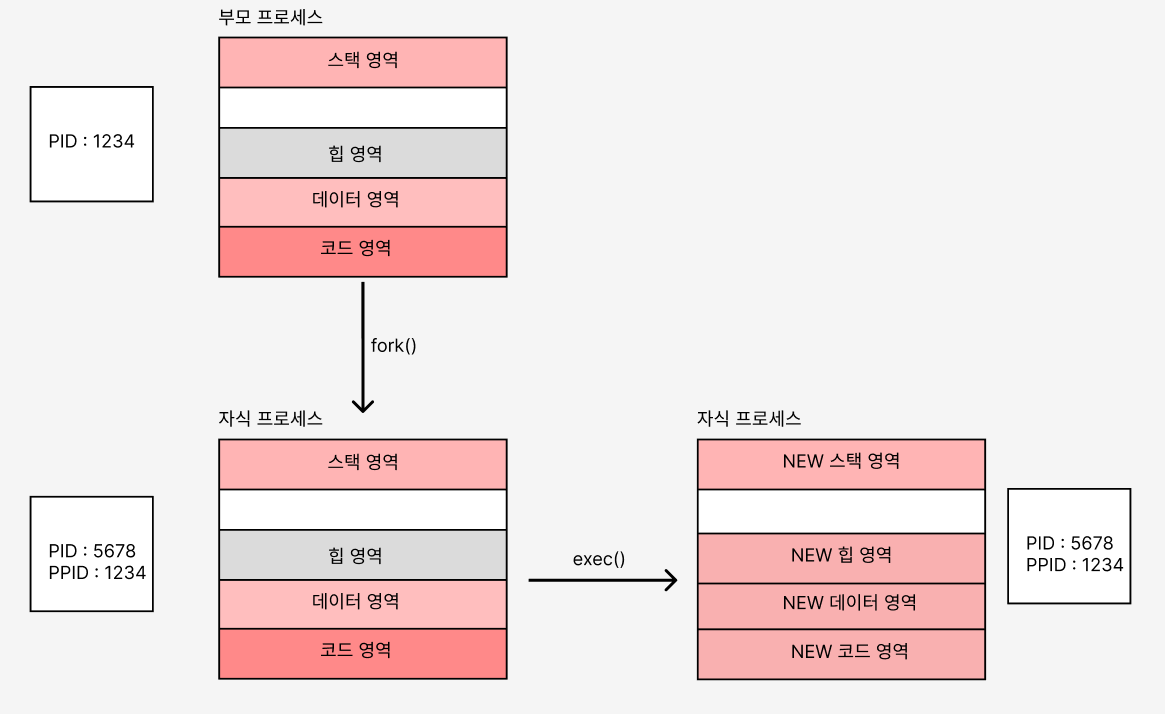 부모 프로세스
스택 영역
PID : 1234
힙 영역
데이터 영역
코드 영역
fork()
자식 프로세스
스택 영역
PID : 5678
PPID : 1234
힙 영역
데이터 영역
코드 영역
exec()
자식 프로세스
NEW 스택 영역
NEW 힙 영역
NEW 데이터 영역
NEW 코드 영역
PID : 5678
PPID : 1234